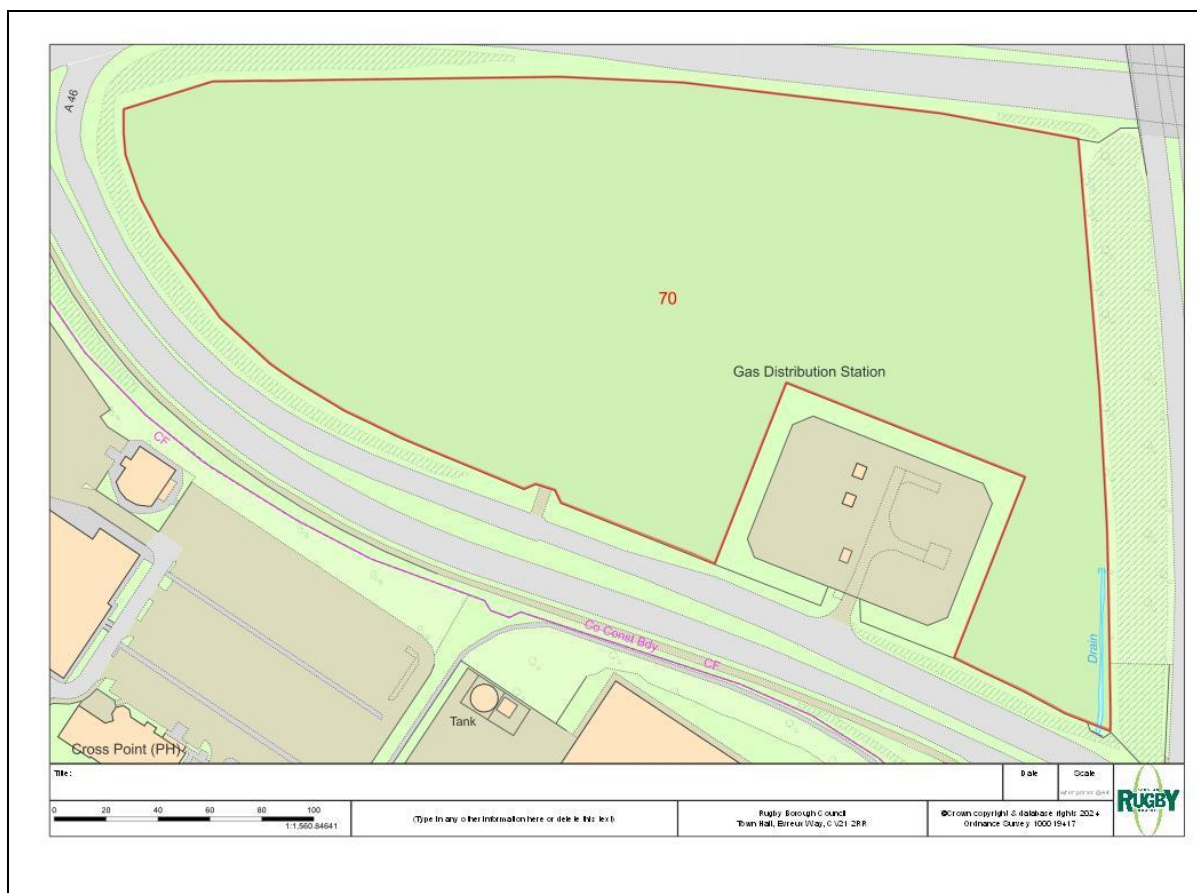 A 46
70
Gas Distribution Station
CF
Co Const Bdy
CF
Drain
Tank
Cross Point (PH)
Title:
Date
Scale
0 20 40 60 80 100
1:1,560.84641
(Type in any other information here or delete this text)
Rugby Borough Council
Town Hall, Evreux Way, CV21 2RR
©Crown copyright & database rights 2024
Ordnance Survey 100019417
RUGBY